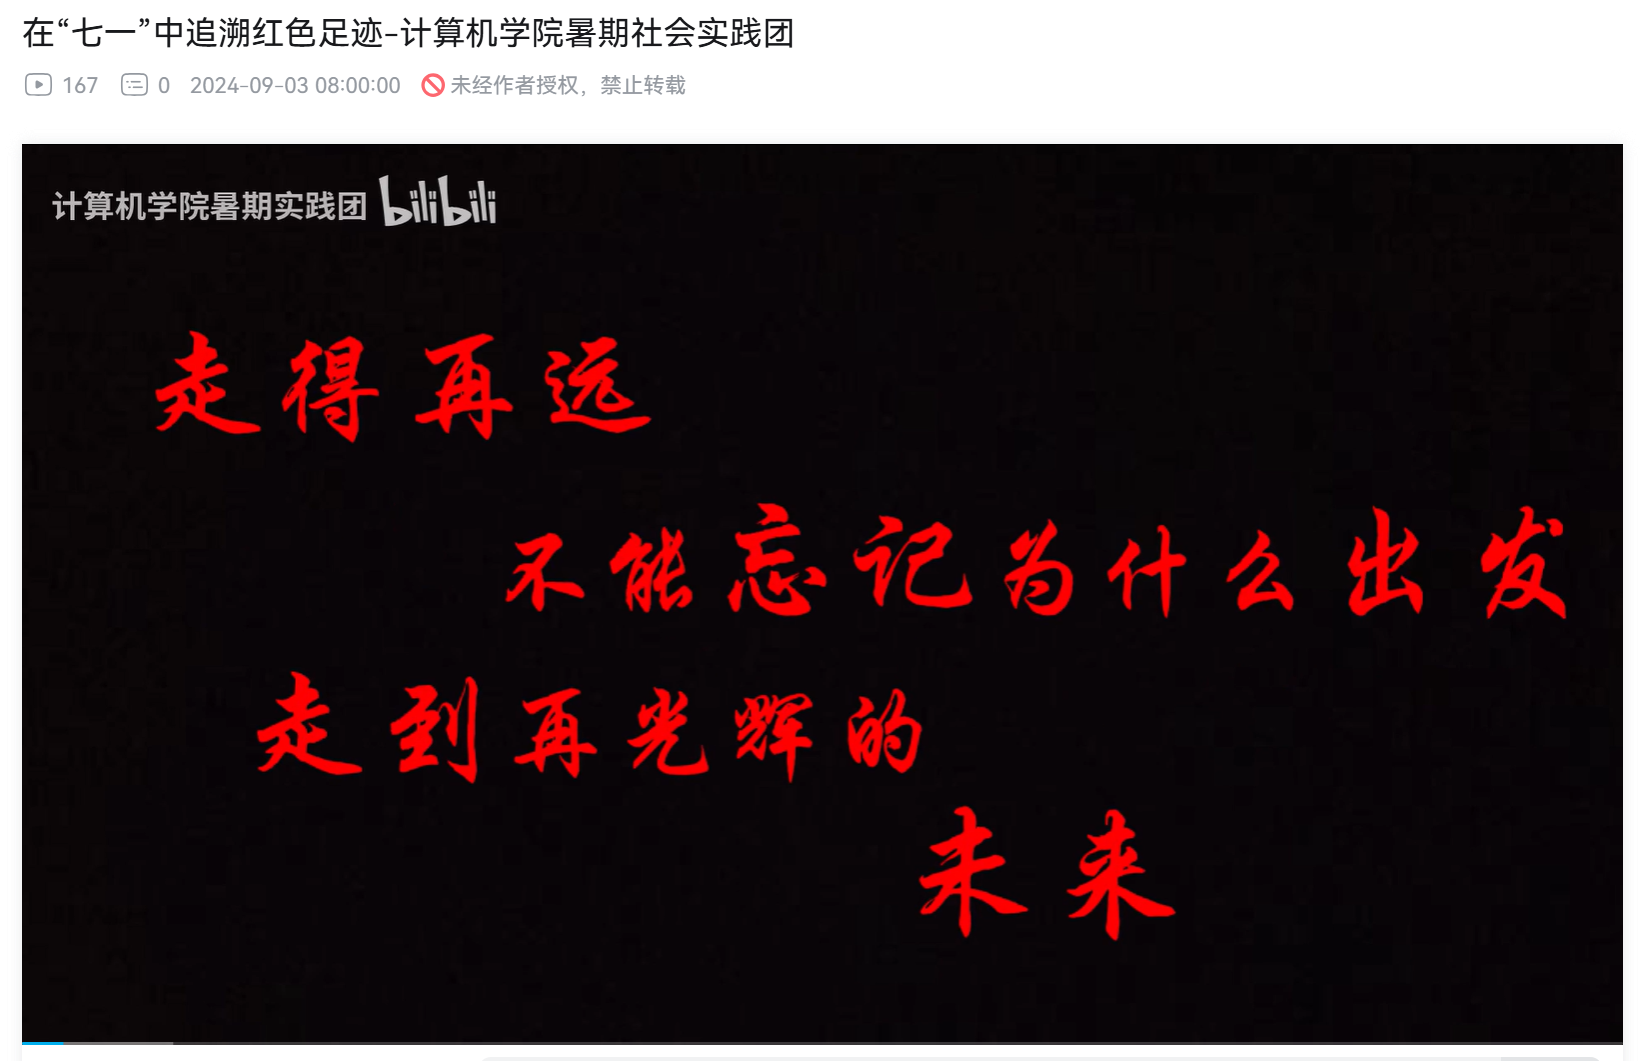 在“七一”中追溯红色足迹-计算机学院暑期社会实践团
167 0 2024-09-03 08:00:00 未经作者授权，禁止转载
计算机学院暑期实践团 bilibili
走得再远
不能忘记为什么出发
走到再光辉的
未来